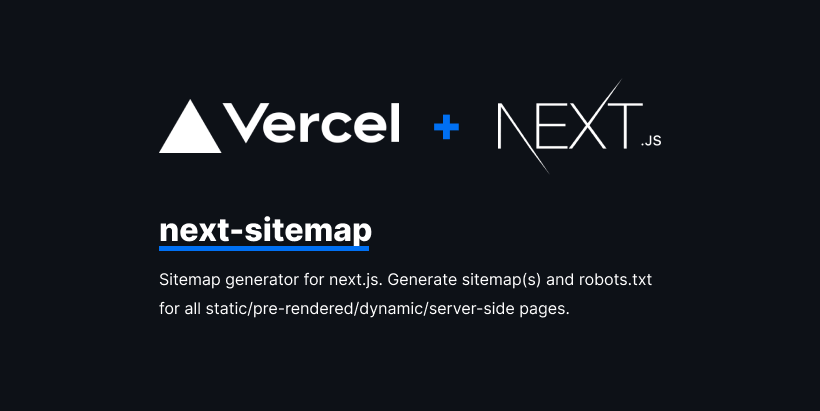 Vercel + NEXT.JS
next-sitemap
Sitemap generator for next.js. Generate sitemap(s) and robots.txt
for all static/pre-rendered/dynamic/server-side pages.